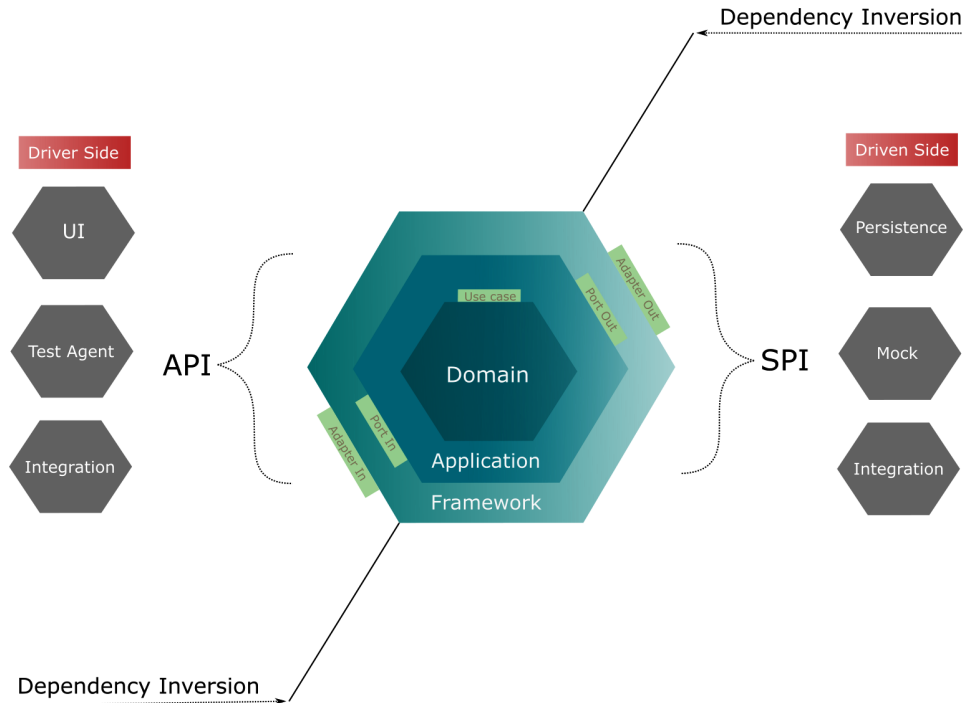 Dependency Inversion
Driver Side
Driven Side
UI
Persistence
Adapter Out
Port Out
Use case
Test Agent
API
Domain
SPI
Mock
Port In
Adapter In
Application
Integration
Integration
Framework
Dependency Inversion